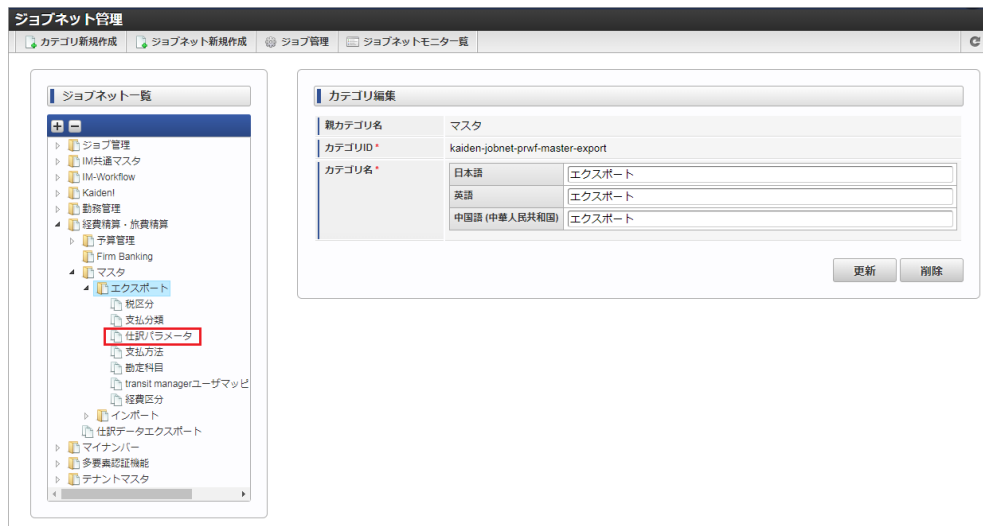 ジョブネット管理
カテゴリ新規作成 ジョブネット新規作成 ジョブ管理 ジョブネットモニター覧
ジョブネット一覧
ジョブ管理
IM共通マスタ
IM-Workflow
Kaiden!
勤務管理
経費精算・旅費精算
予算管理
Firm Banking
マスタ
エクスポート
税区分
支払分類
仕訳パラメータ
支払方法
勘定科目
transit managerユーザマッピ
経費区分
インポート
仕訳データエクスポート
マイナンバー
多要素認証機能
テナントマスタ
カテゴリ編集
親カテゴリ名 マスタ
カテゴリID * kaiden-jobnet-prwf-master-export
カテゴリ名 * 日本語 エクスポート
英語 エクスポート
中国語 (中華人民共和国) エクスポート
更新 削除